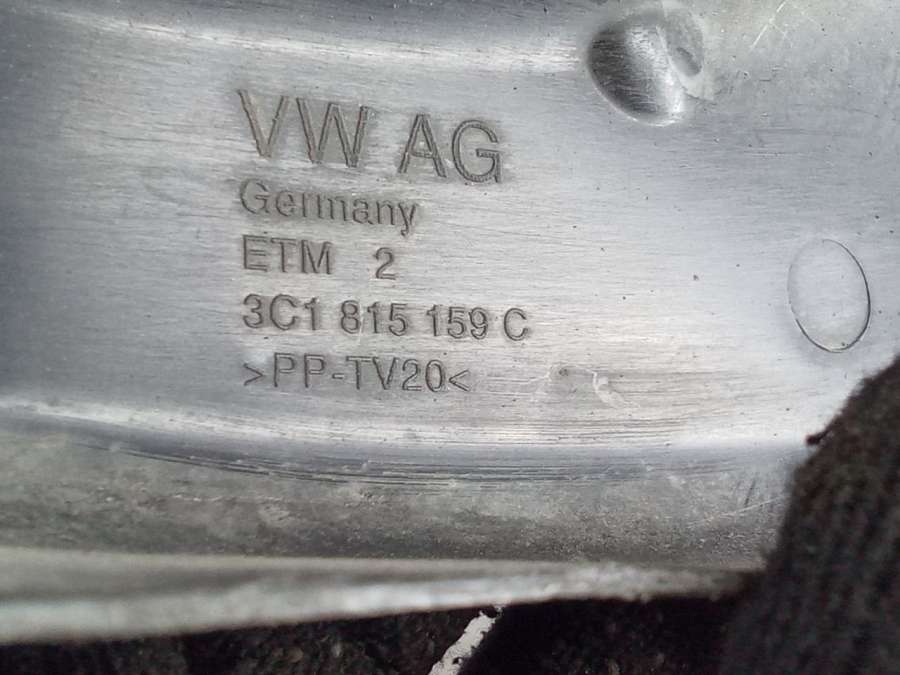 VW AG
Germany
ETM 2
3C1 815 159 C
>PP-TV20<